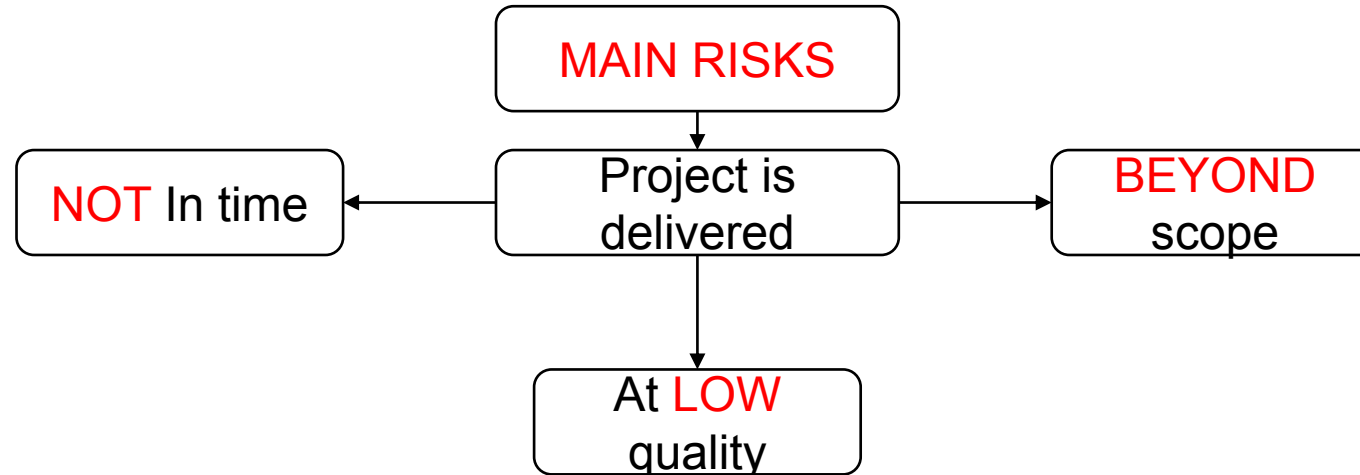 MAIN RISKS
NOT In time
Project is
delivered
BEYOND
scope
At LOW
quality